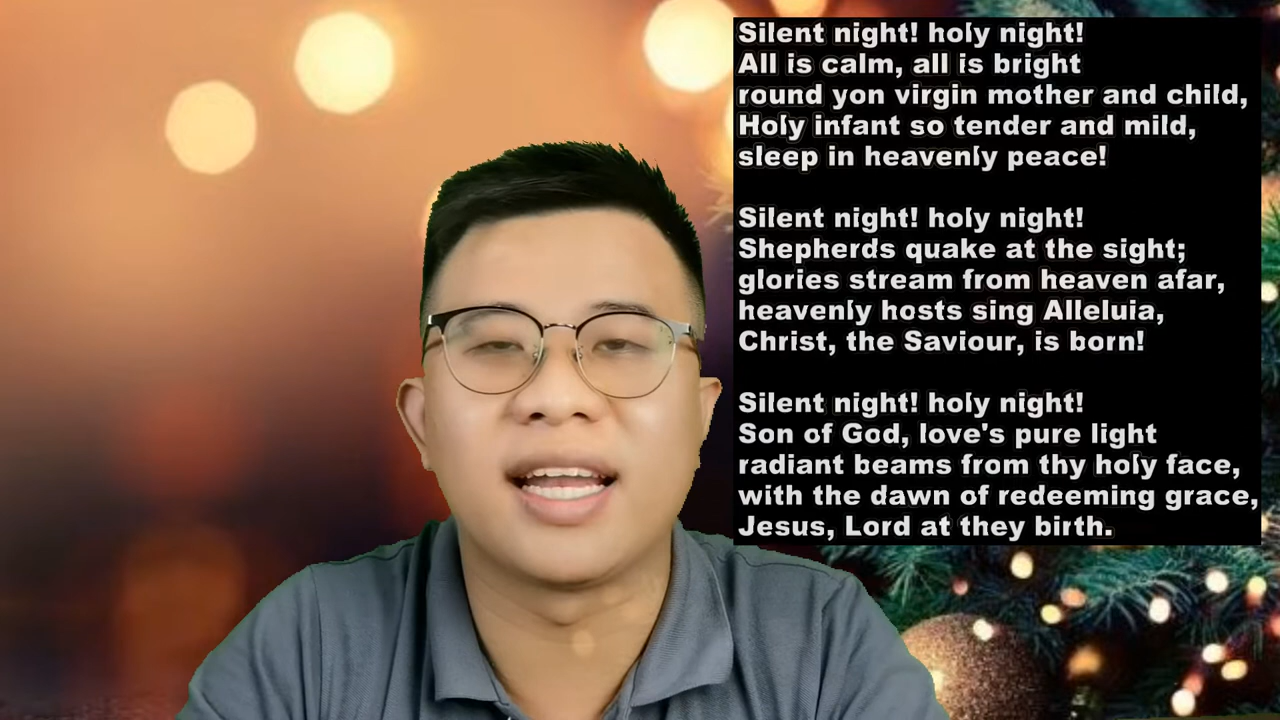 Silent night! holy night!
All is calm, all is bright
round yon virgin mother and child,
Holy infant so tender and mild,
sleep in heavenly peace!

Silent night! holy night!
Shepherds quake at the sight;
glories stream from heaven afar,
heavenly hosts sing Alleluia,
Christ, the Saviour, is born!

Silent night! holy night!
Son of God, love's pure light
radiant beams from thy holy face,
with the dawn of redeeming grace,
Jesus, Lord at they birth.